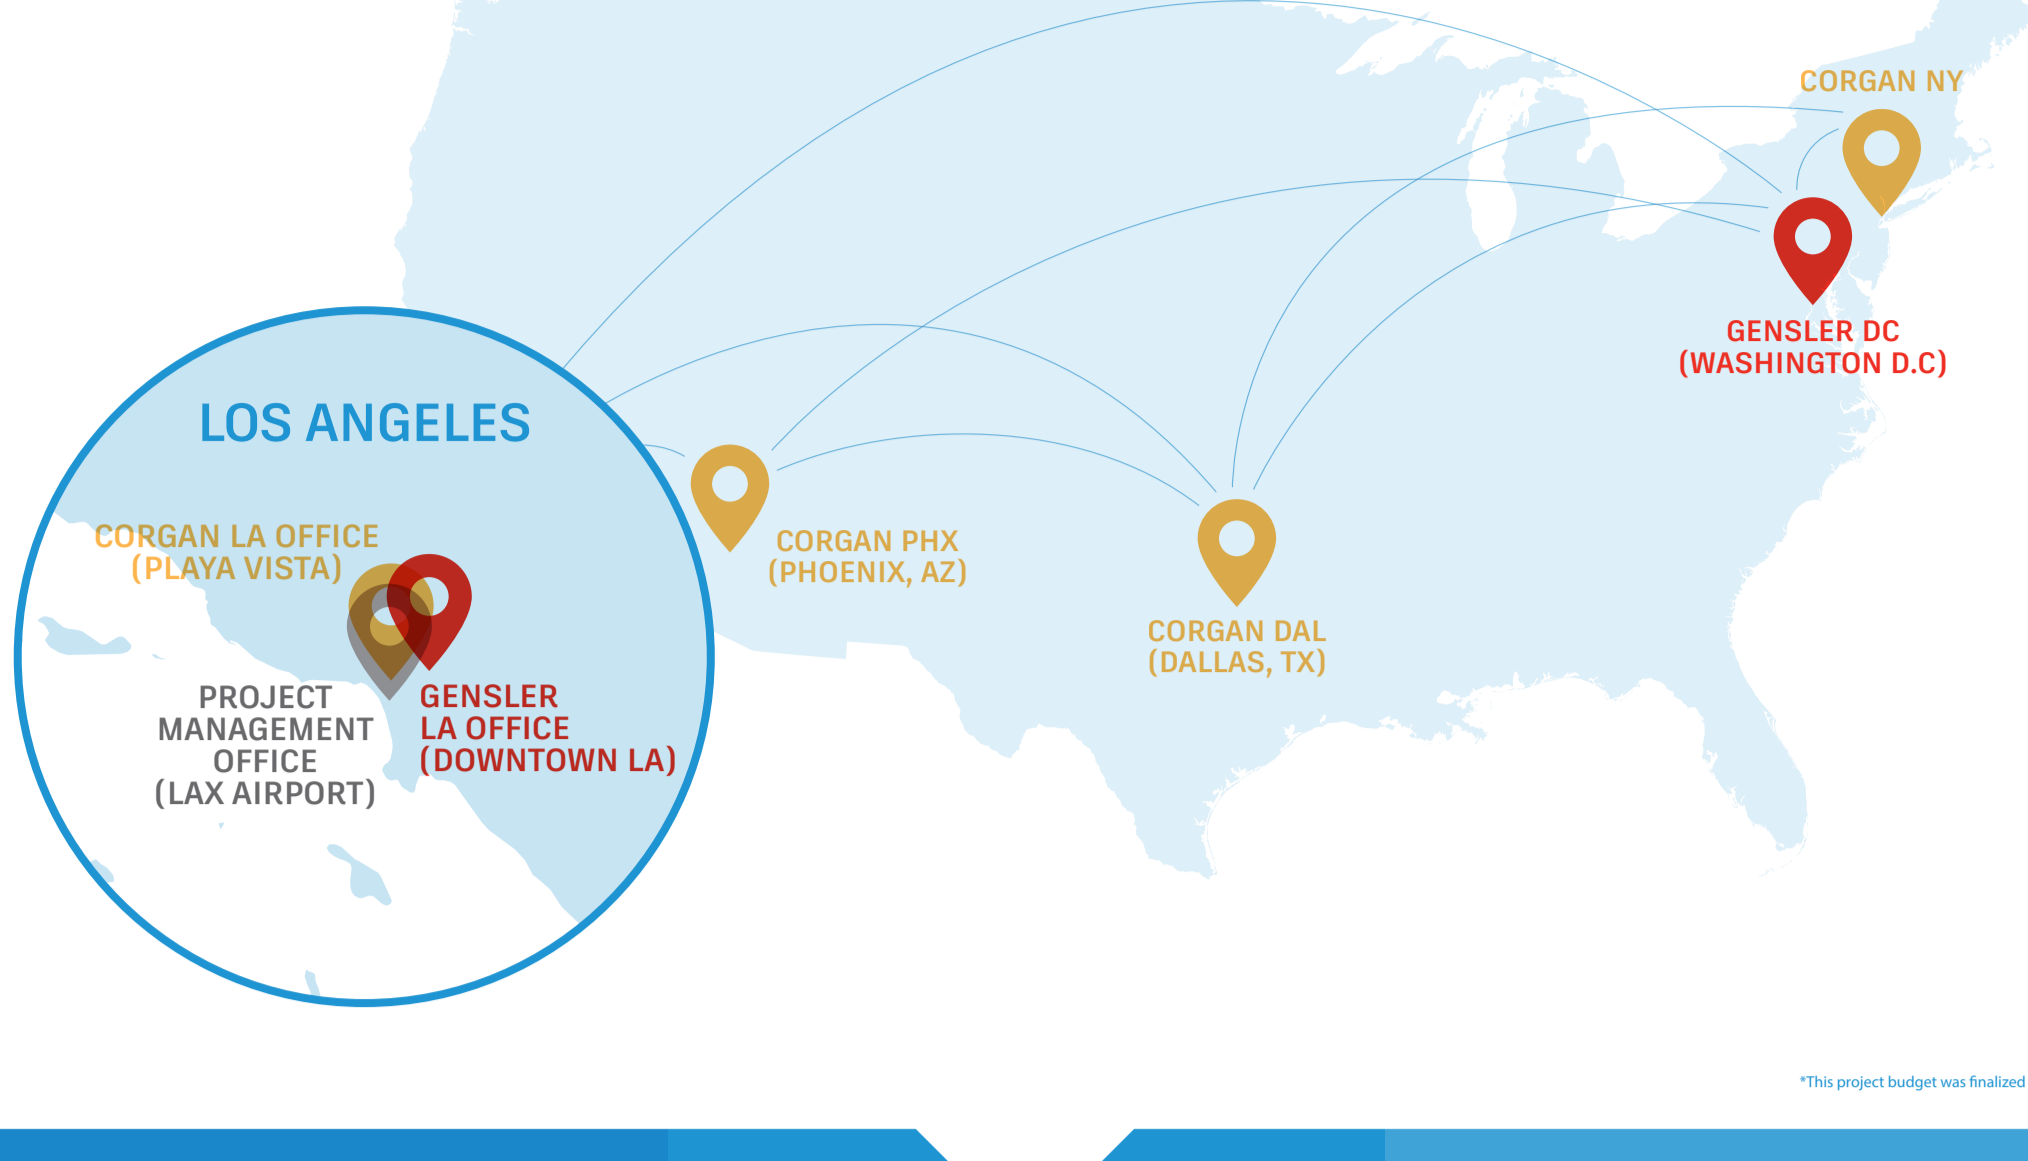 CORGAN NY
GENSLER DC
(WASHINGTON D.C)
LOS ANGELES
CORGAN LA OFFICE
(PLAYA VISTA)
CORGAN PHX
(PHOENIX, AZ)
CORGAN DAL
(DALLAS, TX)
PROJECT
MANAGEMENT
OFFICE
(LAX AIRPORT)
GENSLER
LA OFFICE
(DOWNTOWN LA)
*This project budget was finalized